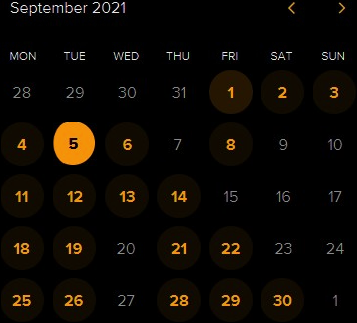 September 2021
MON TUE WED THU FRI SAT SUN
28 29 30 31 1 2 3
4 5 6 7 8 9 10
11 12 13 14 15 16 17
18 19 20 21 22 23 24
25 26 27 28 29 30 1